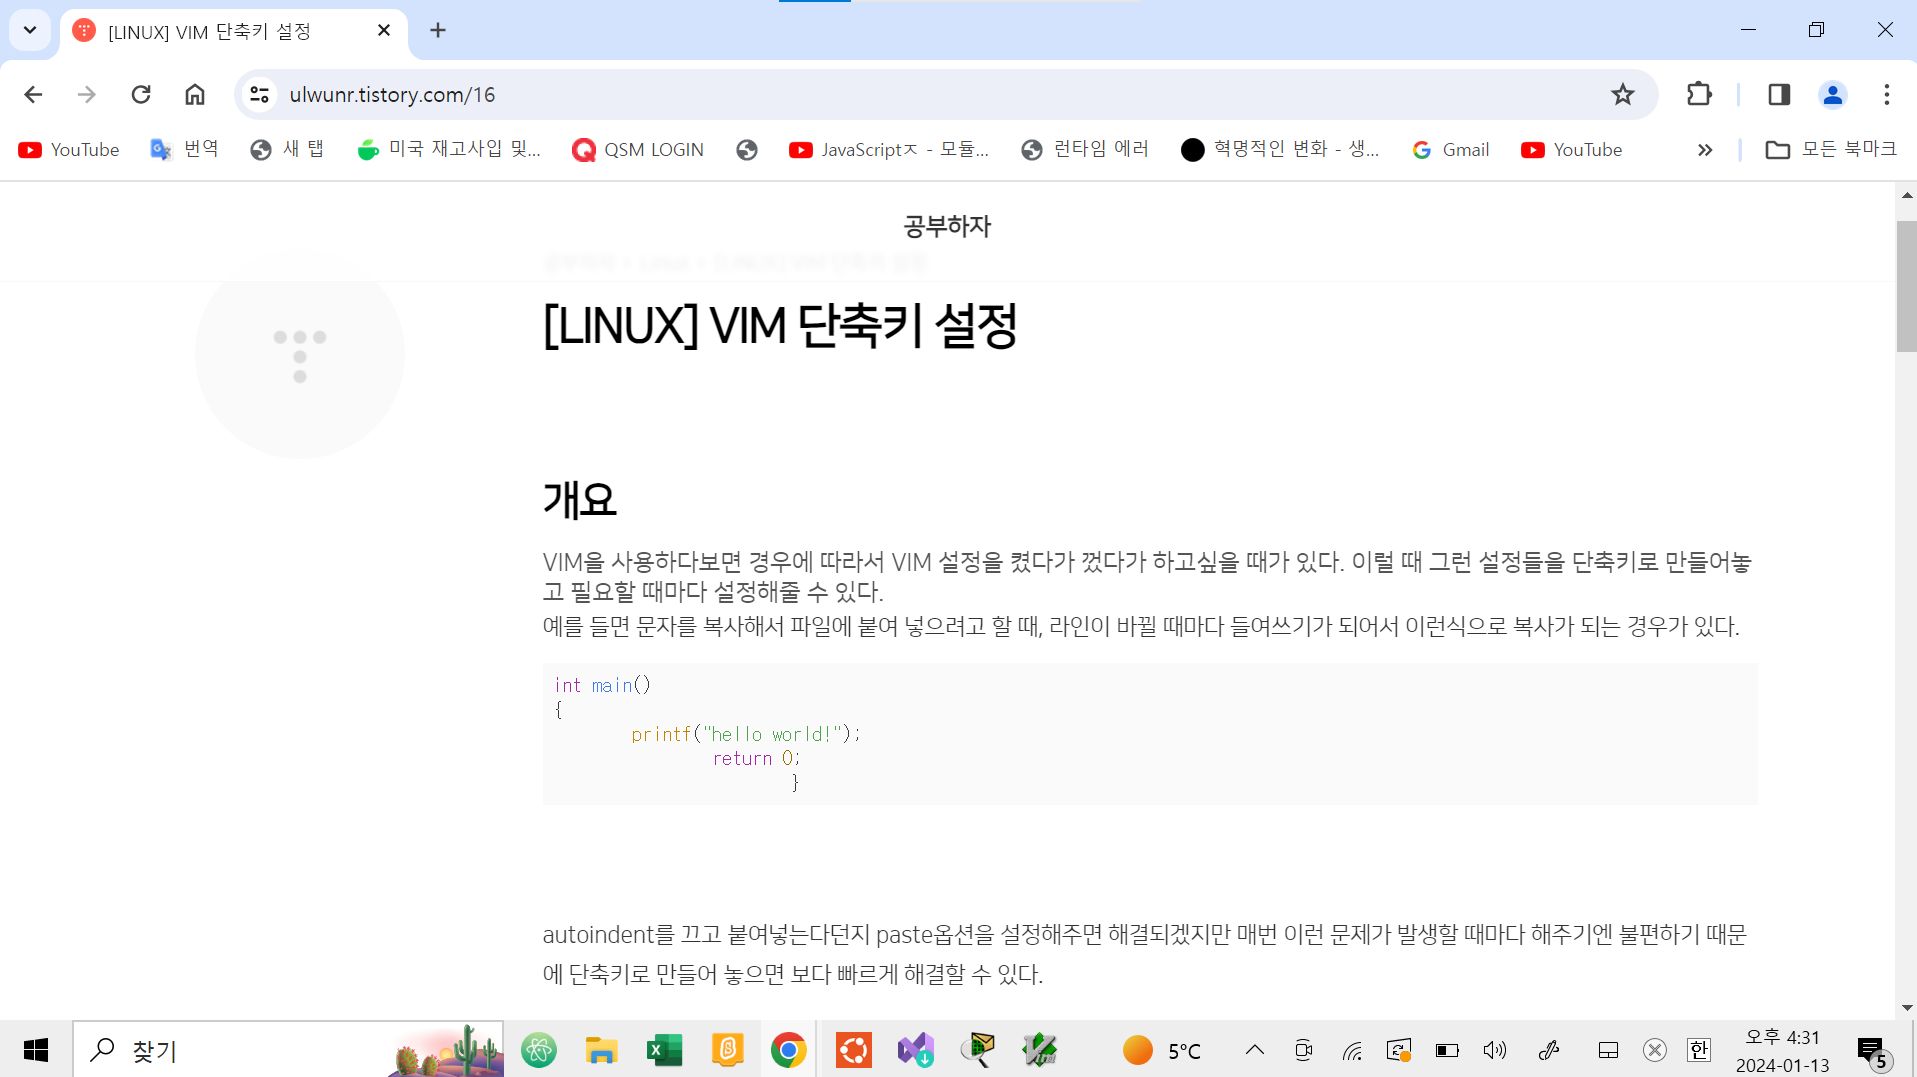 [LINUX] VIM 단축키 설정
ulwunr.tistory.com/16
YouTube 번역 새 탭 미국 재고사입 및... QSM LOGIN JavaScriptㅈ - 모듈... 런타임 에러 혁명적인 변화 - 생... Gmail YouTube » 모든 북마크
공부하자
[LINUX] VIM 단축키 설정
개요
VIM을 사용하다보면 경우에 따라서 VIM 설정을 켰다가 껐다가 하고싶을 때가 있다. 이럴 때 그런 설정들을 단축키로 만들어놓
고 필요할 때마다 설정해줄 수 있다.
예를 들면 문자를 복사해서 파일에 붙여 넣으려고 할 때, 라인이 바뀔 때마다 들여쓰기가 되어서 이런식으로 복사가 되는 경우가 있다.
int main()
{
printf("hello world!");
return 0;
}
autoindent를 끄고 붙여넣는다던지 paste옵션을 설정해주면 해결되겠지만 매번 이런 문제가 발생할 때마다 해주기엔 불편하기 때문
에 단축키로 만들어 놓으면 보다 빠르게 해결할 수 있다.
찾기
5°C
한
오후 4:31
2024-01-13
5